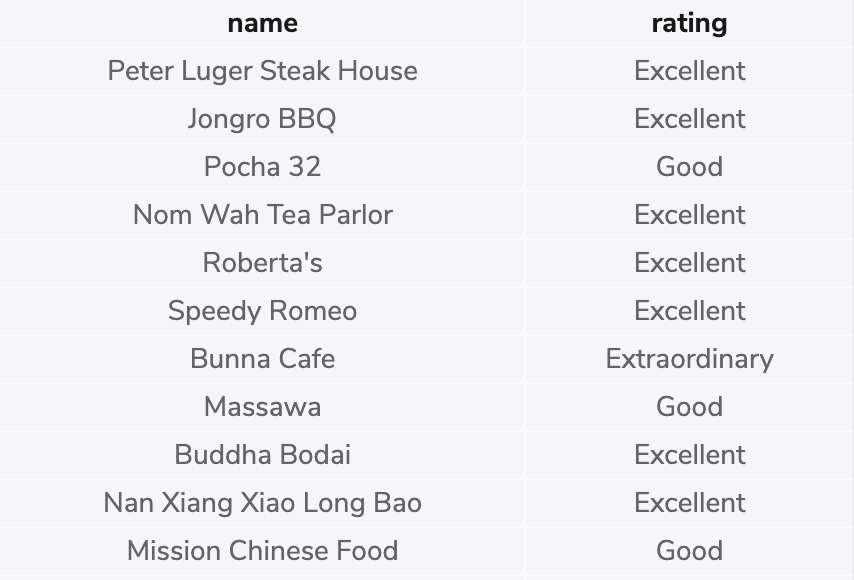 name rating
Peter Luger Steak House Excellent
Jongro BBQ Excellent
Pocha 32 Good
Nom Wah Tea Parlor Excellent
Roberta's Excellent
Speedy Romeo Excellent
Bunna Cafe Extraordinary
Massawa Good
Buddha Bodai Excellent
Nan Xiang Xiao Long Bao Excellent
Mission Chinese Food Good